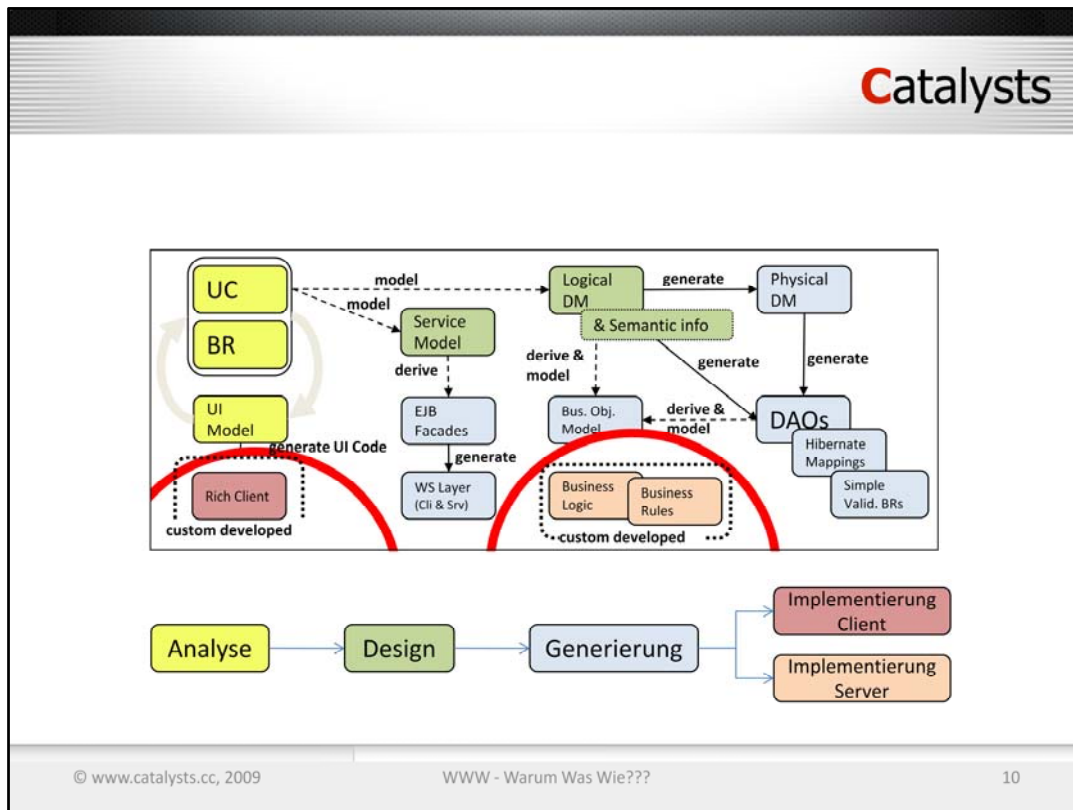 Catalysts
UC
BR
UI
Model
generate UI Code
Rich Client
custom developed
model
model
Service
Model
derive
EJB
Facades
generate
WS Layer
(Cli & Srv)
Logical
DM
& Semantic info
generate
Physical
DM
derive &
model
generate
generate
Bus. Obj.
Model
derive &
model
DAOs
Hibernate
Mappings
Simple
Valid. BRs
Business
Logic
Business
Rules
custom developed
Analyse
Design
Generierung
Implementierung
Client
Implementierung
Server
© www.catalysts.cc, 2009
WWW - Warum Was Wie???
10